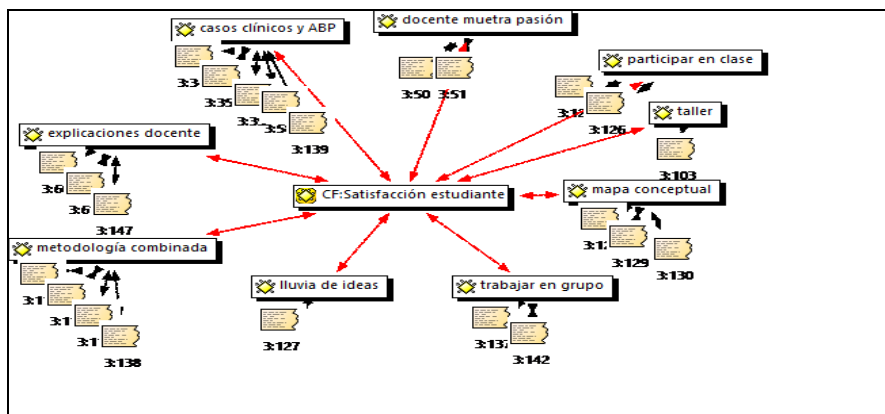 casos clínicos y ABP
docente muetra pasión
participar en clase
3:50
3:51
3:139
3:126
taller
3:103
explicaciones docente
3:147
CF:Satisfacción estudiante
mapa conceptual
3:129
3:130
metodología combinada
3:138
lluvia de ideas
3:127
trabajar en grupo
3:142